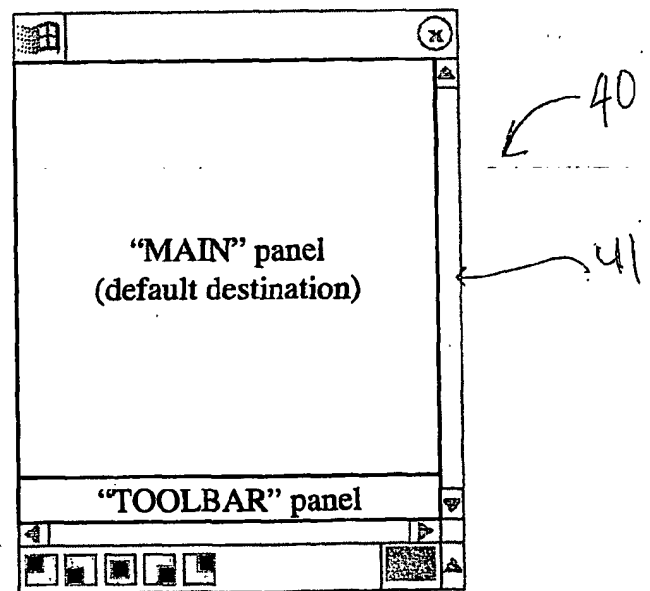 x
40
"MAIN" panel
(default destination)
41
"TOOLBAR" panel